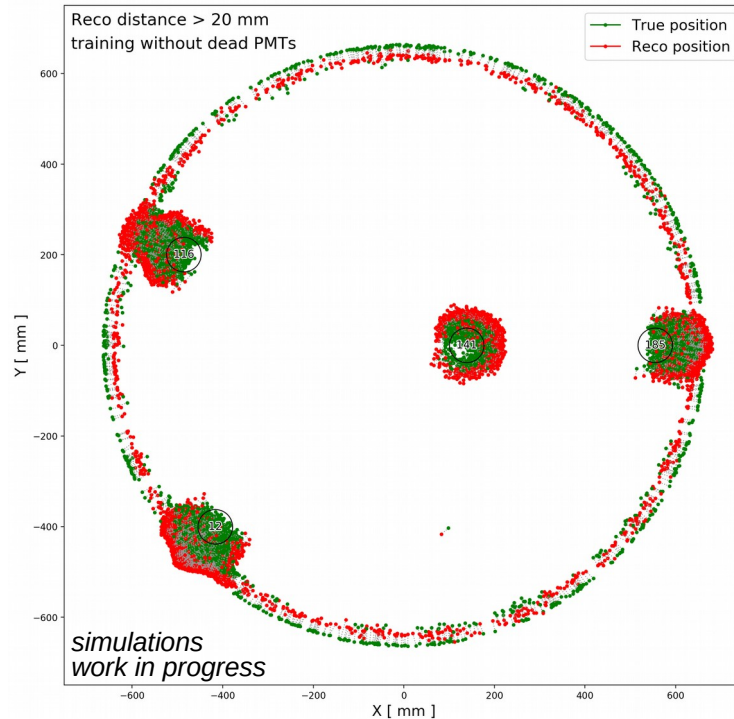 Reco distance > 20 mm
training without dead PMTs
True position
Reco position
600
400
200
0
−200
−400
−600
Y [ mm ]
116
141
185
12
simulations
work in progress
−600 −400 −200 0 200 400 600
X [ mm ]